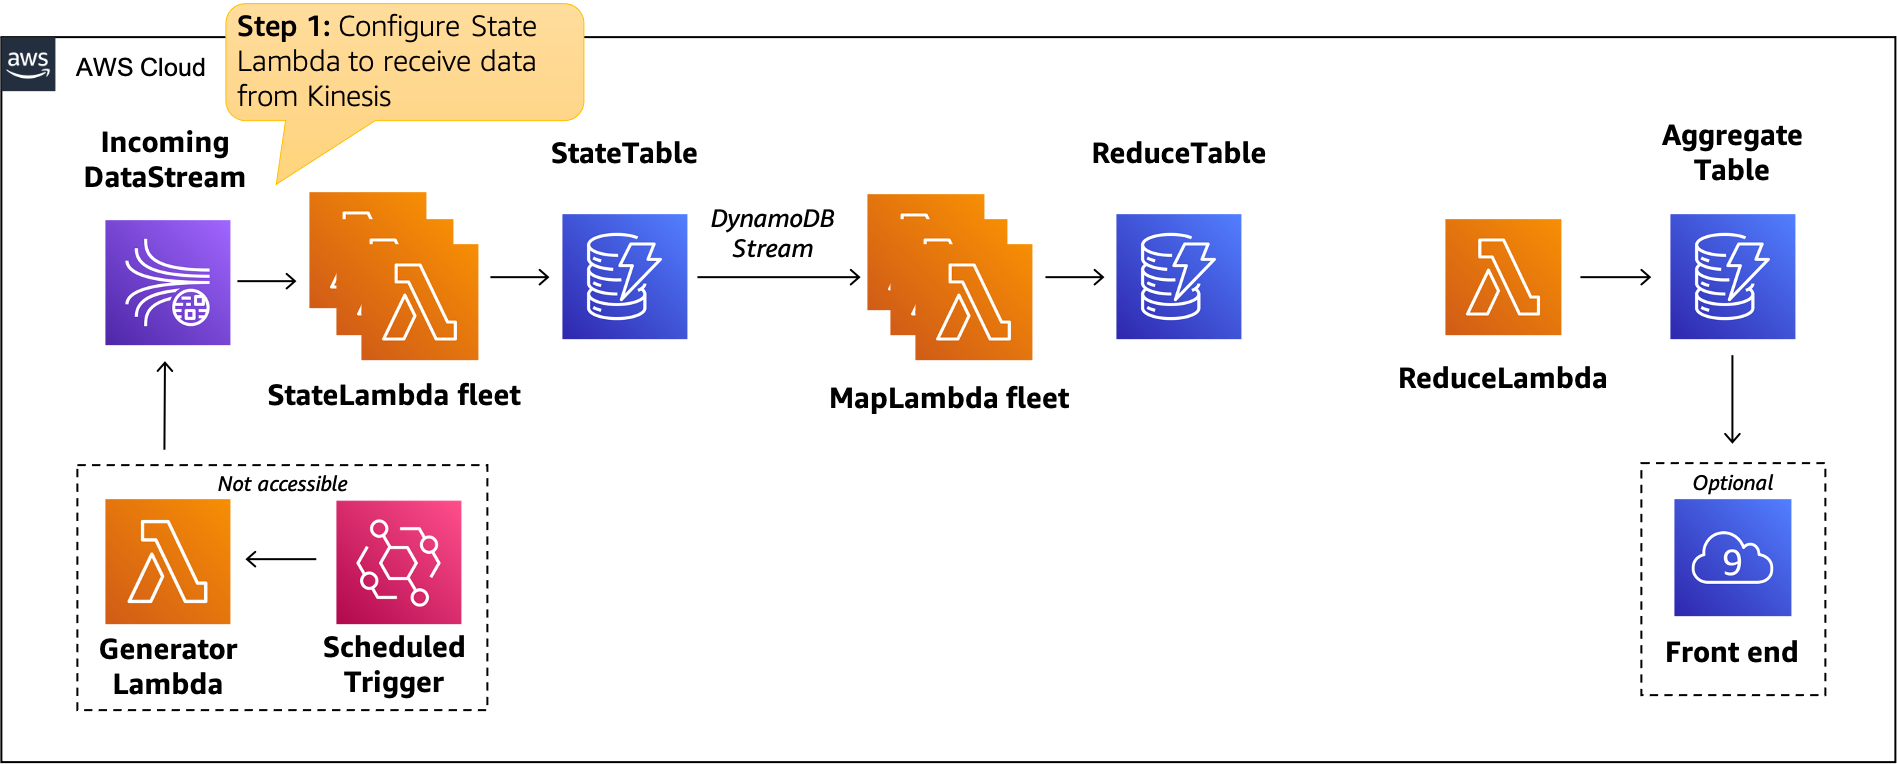 Step 1: Configure State
Lambda to receive data
from Kinesis
aws
AWS Cloud
Incoming
DataStream
StateTable
DynamoDB
Stream
ReduceTable
Aggregate
Table
StateLambda fleet
MapLambda fleet
ReduceLambda
Not accessible
Generator
Lambda
Scheduled
Trigger
Optional
9
Front end